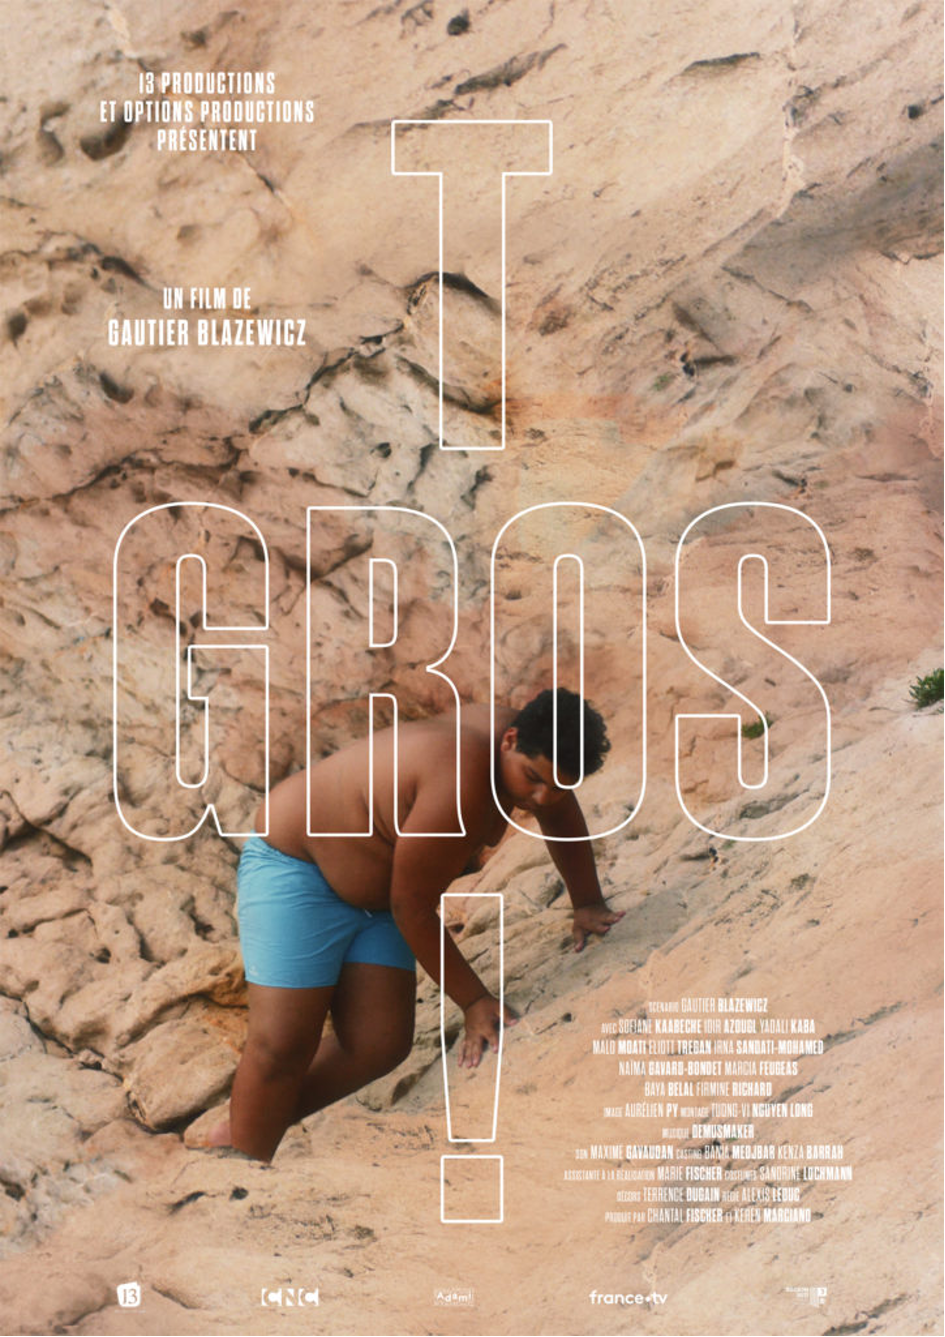 13 PRODUCTIONS
ET OPTIONS PRODUCTIONS
PRÉSENTENT
UN FILM DE
GAUTIER BLAZEWICZ
T
GROS
!
SCÉNARIO GAUTIER BLAZEWICZ
AVEC SOFIANE KAABECHE IDIR AZOUGL YADALI KABA
MALO MOATI ELIOTT TREGAN IRNA SANDATI-MOHAMED
NAÏMA GAVARD-BONDET MARCIA FEUGEAS
BAYA BELAL FIRMINE RICHARD
IMAGE AURÉLIEN PY MONTAGE TUONG-VI NGUYEN LONG
MUSIQUE DEMUSMAKER
SON MAXIME GAVAUDAN CASTING BANIA MEDJBAR KENZA BARRAH
ASSISTANTE À LA RÉALISATION MARIE FISCHER COSTUMES SANDRINE LOCHMANN
DÉCORS TERRENCE DUGAIN RÉGIE ALEXIS LEDUC
PRODUIT PAR CHANTAL FISCHER ET KEREN MARCIANO
13 CNC Adami france•tv